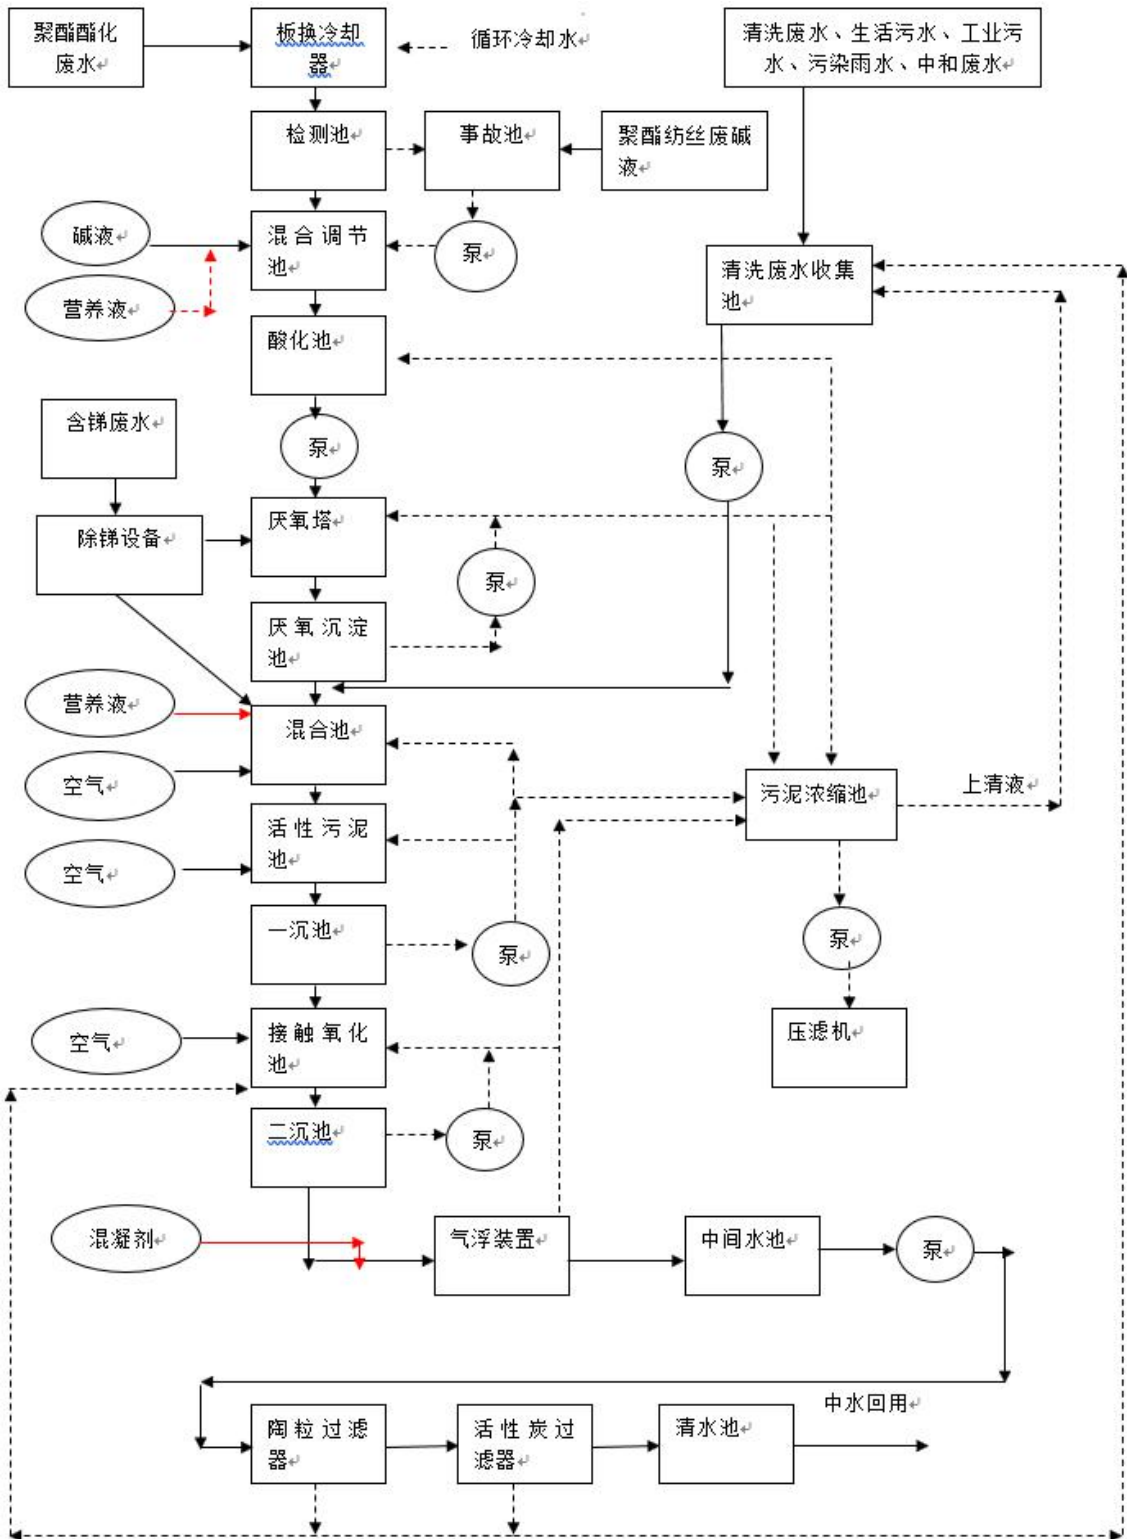 聚酯酯化
废水
板换冷却
器
循环冷却水
清洗废水、生活污水、工业污
水、污染雨水、中和废水
检测池
事故池
聚酯纺丝废碱
液
碱液
混合调节
池
泵
清洗废水收集
池
营养液
酸化池
含锑废水
泵
泵
厌氧塔
除锑设备
泵
厌氧沉淀
池
营养液
混合池
空气
污泥浓缩池
上清液
活性污泥
池
空气
一沉池
泵
泵
空气
接触氧化
池
压滤机
二沉池
泵
混凝剂
气浮装置
中间水池
泵
中水回用
陶粒过滤
器
活性炭过
滤器
清水池